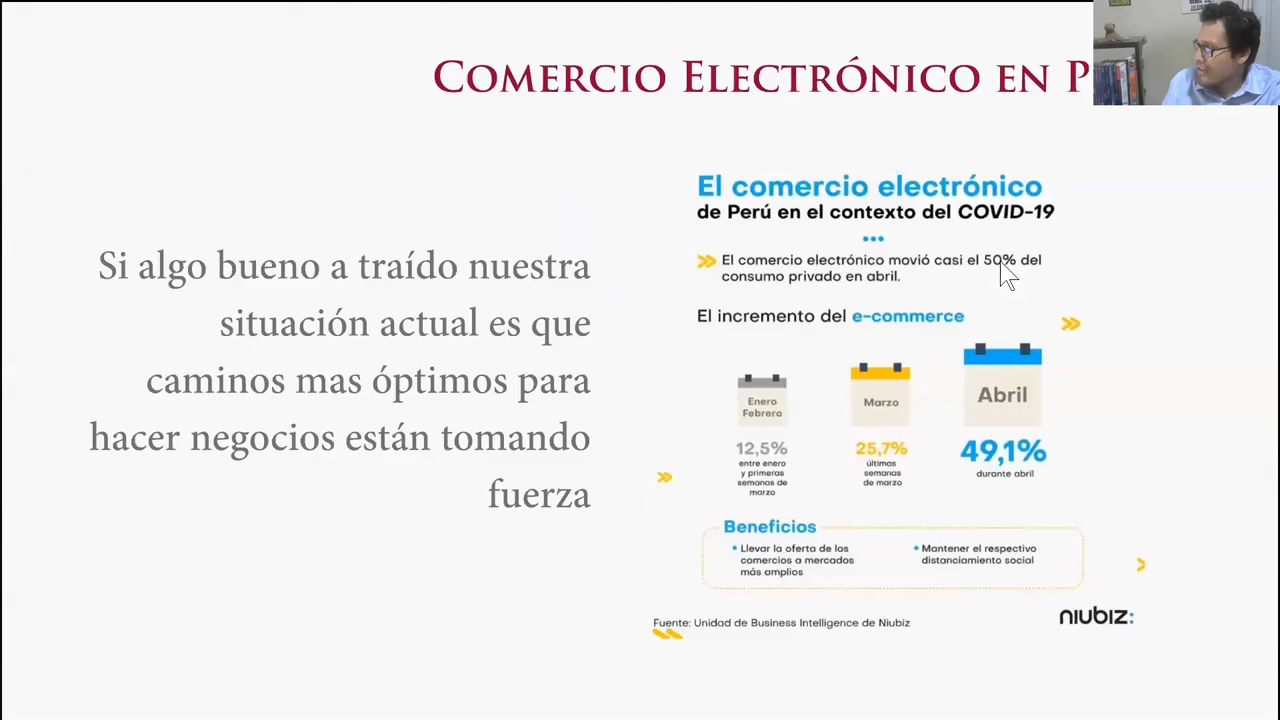 COMERCIO ELECTRÓNICO EN P
Si algo bueno a traído nuestra
situación actual es que
caminos mas óptimos para
hacer negocios están tomando
fuerza
El comercio electrónico
de Perú en el contexto del COVID-19
El comercio electrónico movió casi el 50% del
consumo privado en abril.
El incremento del e-commerce
Enero
Febrero
12,5%
entre enero
y primeras
semanas de
marzo
Marzo
25,7%
últimas
semanas
de marzo
Abril
49,1%
durante abril
Beneficios
• Llevar la oferta de los
comercios a mercados
más amplios
• Mantener el respectivo
distanciamiento social
Fuente: Unidad de Business Intelligence de Niubiz
niubiz: